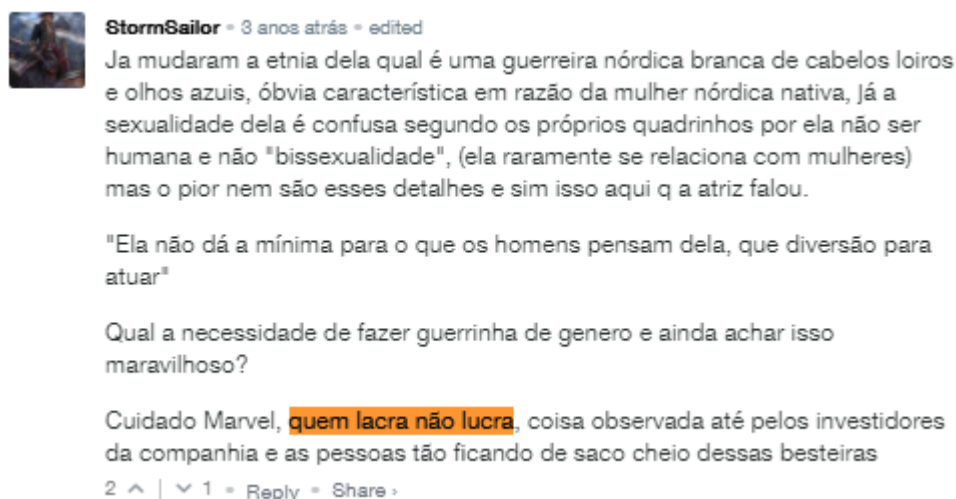 StormSailor • 3 anos atrás • edited
Ja mudaram a etnia dela qual é uma guerreira nórdica branca de cabelos loiros
e olhos azuis, óbvia característica em razão da mulher nórdica nativa, Já a
sexualidade dela é confusa segundo os próprios quadrinhos por ela não ser
humana e não "bissexualidade", (ela raramente se relaciona com mulheres)
mas o pior nem são esses detalhes e sim isso aqui q a atriz falou.
"Ela não dá a mínima para o que os homens pensam dela, que diversão para
atuar"
Qual a necessidade de fazer guerrinha de genero e ainda achar isso
maravilhoso?
Cuidado Marvel, quem lacra não lucra, coisa observada até pelos investidores
da companhia e as pessoas tão ficando de saco cheio dessas besteiras
2 1 • Reply • Share ›